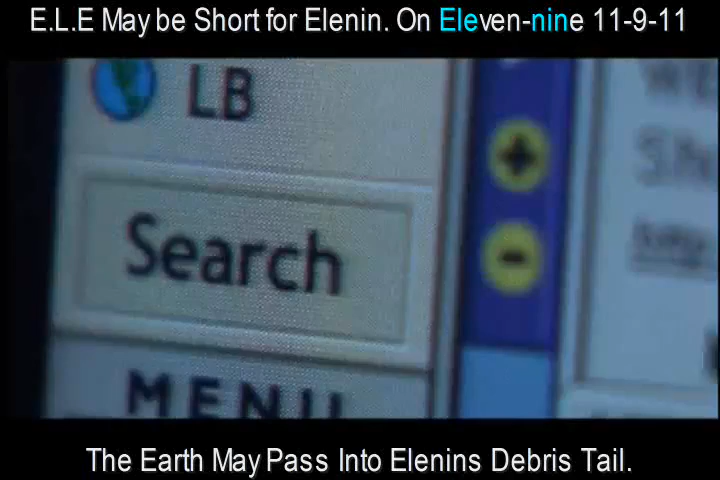 E.L.E May be Short for Elenin. On Eleven-nine 11-9-11
LB
Search
MENU
The Earth May Pass Into Elenins Debris Tail.